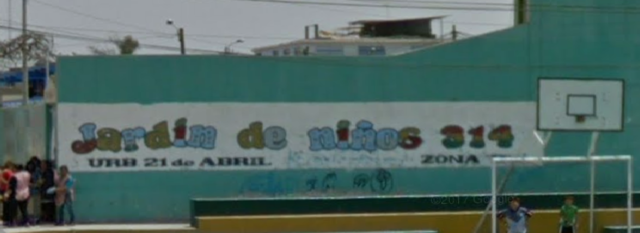 Jardin de niños 314
URB 21 de ABRIL ZONA